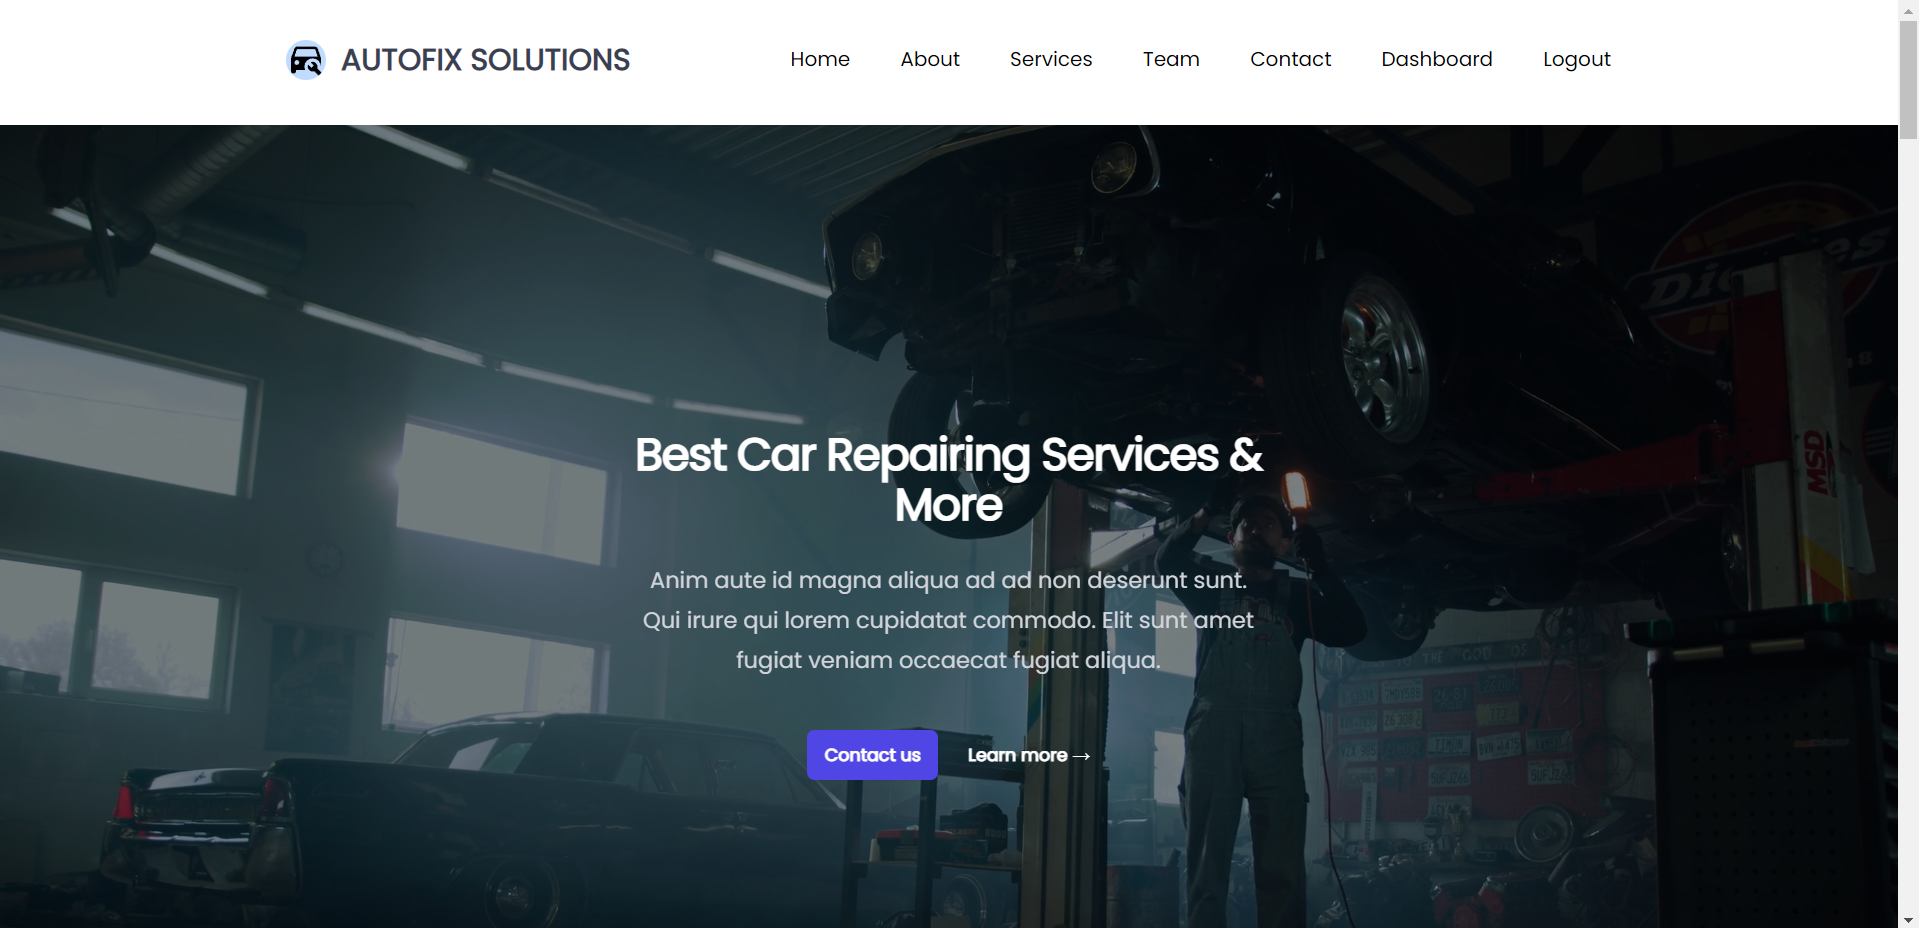 AUTOFIX SOLUTIONS
Home About Services Team Contact Dashboard Logout
Best Car Repairing Services &
More
Anim aute id magna aliqua ad ad non deserunt sunt.
Qui irure qui lorem cupidatat commodo. Elit sunt amet
fugiat veniam occaecat fugiat aliqua.
Contact us Learn more →
MSD